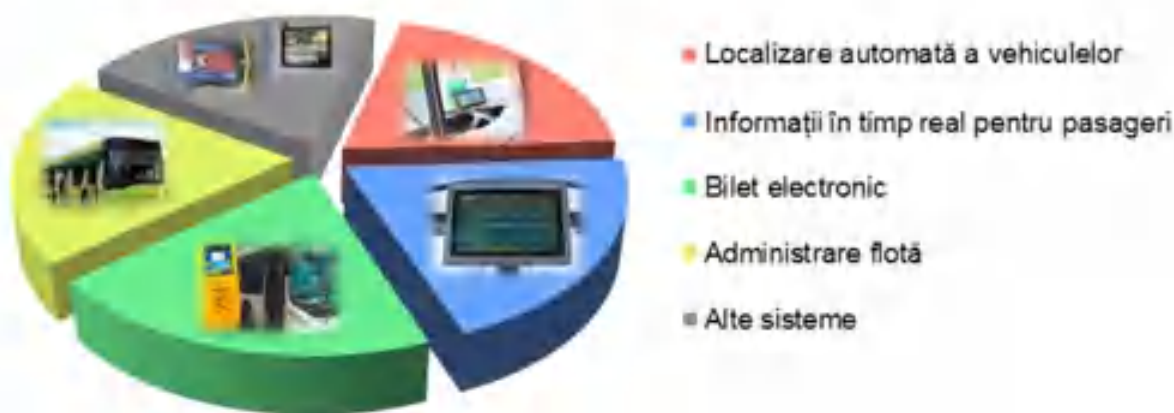 Localizare automată a vehiculelor
Informații în timp real pentru pasageri
Bilet electronic
Administrare flotă
Alte sisteme